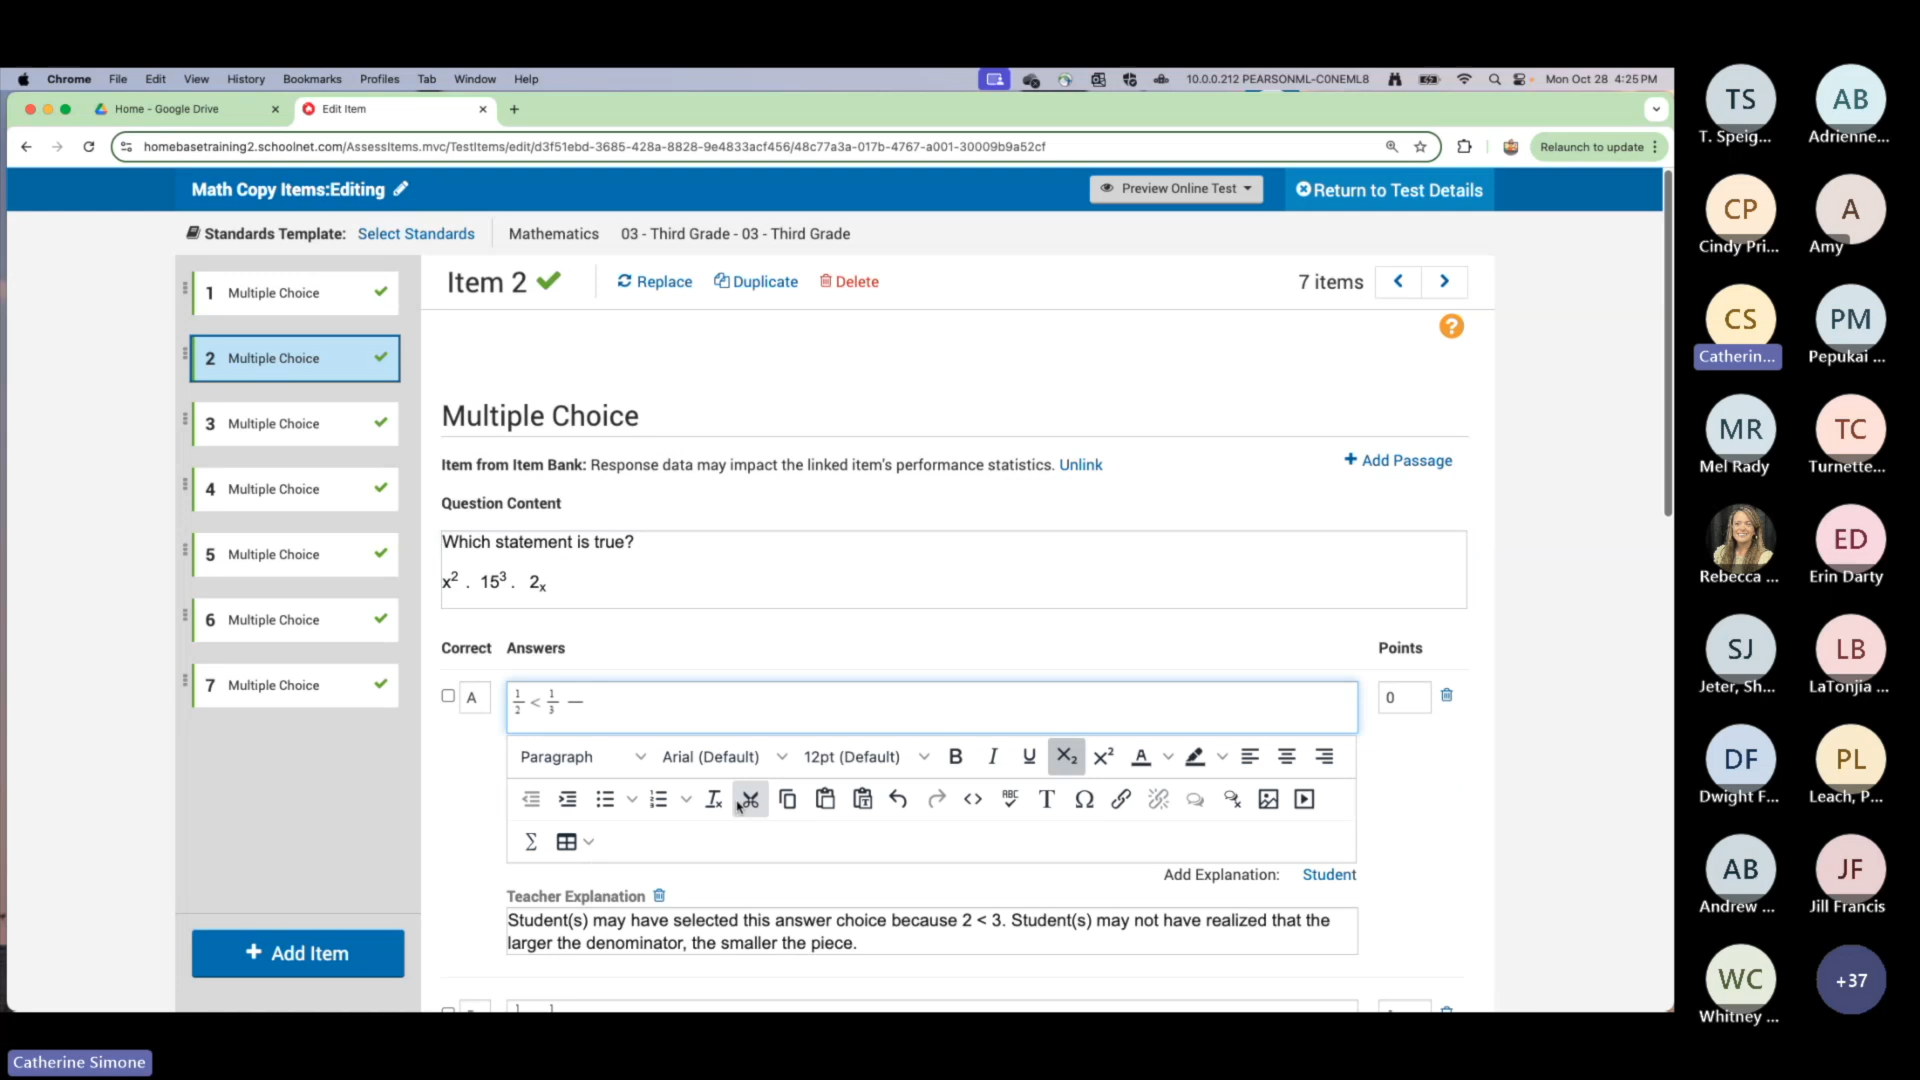 Chrome File Edit View History Bookmarks Profiles Tab Window Help
10.0.0.212 PEARSONML-C0NEML8 Mon Oct 28 4:25 PM
Home - Google Drive
Edit Item
homebasetraining2.schoolnet.com/AssessItems.mvc/TestItems/edit/d3f51ebd-3685-428a-8828-9e4833acf456/48c77a3a-017b-4767-a001-30009b9a52cf
Relaunch to update
Math Copy Items:Editing
Preview Online Test
Return to Test Details
Standards Template: Select Standards
Mathematics
03 - Third Grade - 03 - Third Grade
1 Multiple Choice
2 Multiple Choice
3 Multiple Choice
4 Multiple Choice
5 Multiple Choice
6 Multiple Choice
7 Multiple Choice
+ Add Item
Item 2
Replace
Duplicate
Delete
7 items
?
Multiple Choice
Item from Item Bank: Response data may impact the linked item's performance statistics. Unlink
+ Add Passage
Question Content
Which statement is true?
x² . 15³ . 2ₓ
Correct Answers Points
A
1/2 < 1/3 —
0
Paragraph Arial (Default) 12pt (Default) B I U X₂ X² A
ABC T Ω
Σ
Add Explanation: Student
Teacher Explanation
Student(s) may have selected this answer choice because 2 < 3. Student(s) may not have realized that the
larger the denominator, the smaller the piece.
TS
T. Speig...
AB
Adrienne...
CP
Cindy Pri...
A
Amy
CS
Catherin...
PM
Pepukai ...
MR
Mel Rady
TC
Turnette...
Rebecca ...
ED
Erin Darty
SJ
Jeter, Sh...
LB
LaTonjia ...
DF
Dwight F...
PL
Leach, P...
AB
Andrew ...
JF
Jill Francis
WC
Whitney ...
+37
Catherine Simone